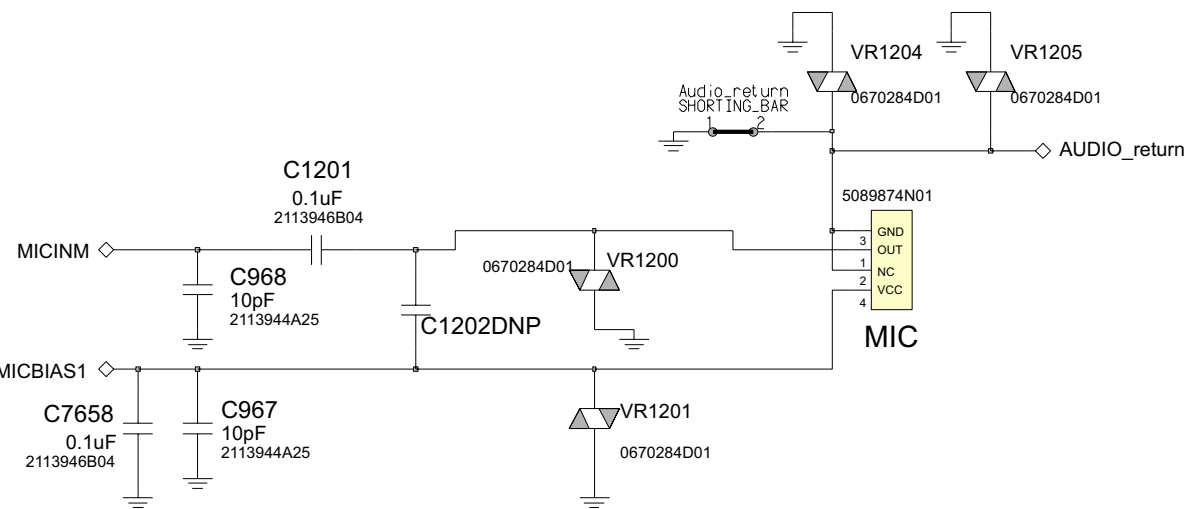 VR1204
VR1205
0670284D01
0670284D01
Audio_return
SHORTING_BAR
1
2
AUDIO_return
C1201
0.1uF
2113946B04
5089874N01
MICINM
GND
3
OUT
1
NC
2
VCC
4
MIC
C968
10pF
2113944A25
0670284D01
VR1200
C1202DNP
MICBIAS1
C7658
0.1uF
2113946B04
C967
10pF
2113944A25
VR1201
0670284D01